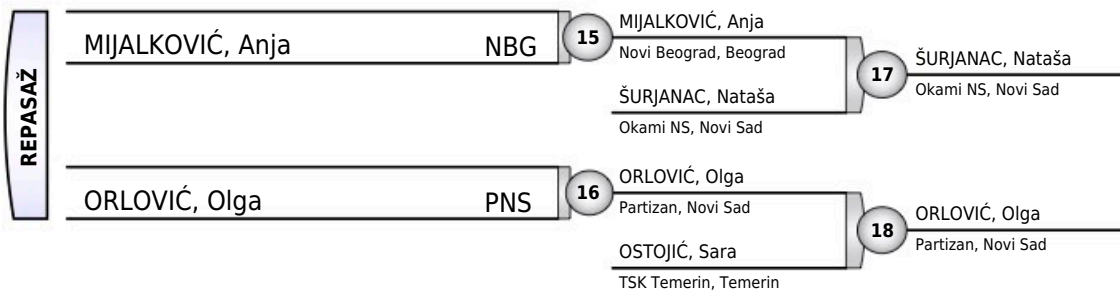 REPASAŽ
MIJALKOVIĆ, Anja NBG
15
MIJALKOVIĆ, Anja
Novi Beograd, Beograd
ŠURJANAC, Nataša
Okami NS, Novi Sad
17
ŠURJANAC, Nataša
Okami NS, Novi Sad
ORLOVIĆ, Olga PNS
16
ORLOVIĆ, Olga
Partizan, Novi Sad
OSTOJIĆ, Sara
TSK Temerin, Temerin
18
ORLOVIĆ, Olga
Partizan, Novi Sad